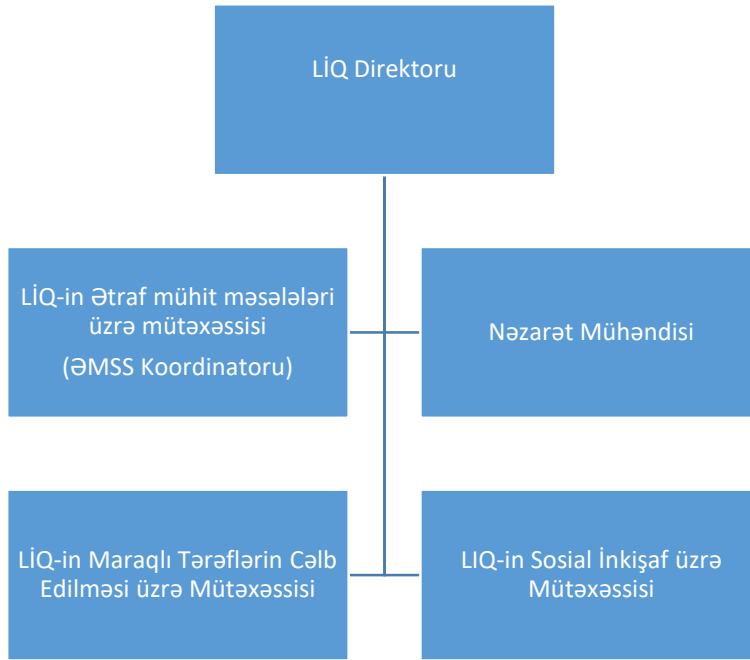 LİQ Direktoru
LİQ-in Ətraf mühit məsələləri
üzrə mütəxəssisi
(ƏMSS Koordinatoru)
Nəzarət Mühəndisi
LİQ-in Maraqlı Tərəflərin Cəlb
Edilməsi üzrə Mütəxəssisi
LIQ-in Sosial İnkişaf üzrə
Mütəxəssisi